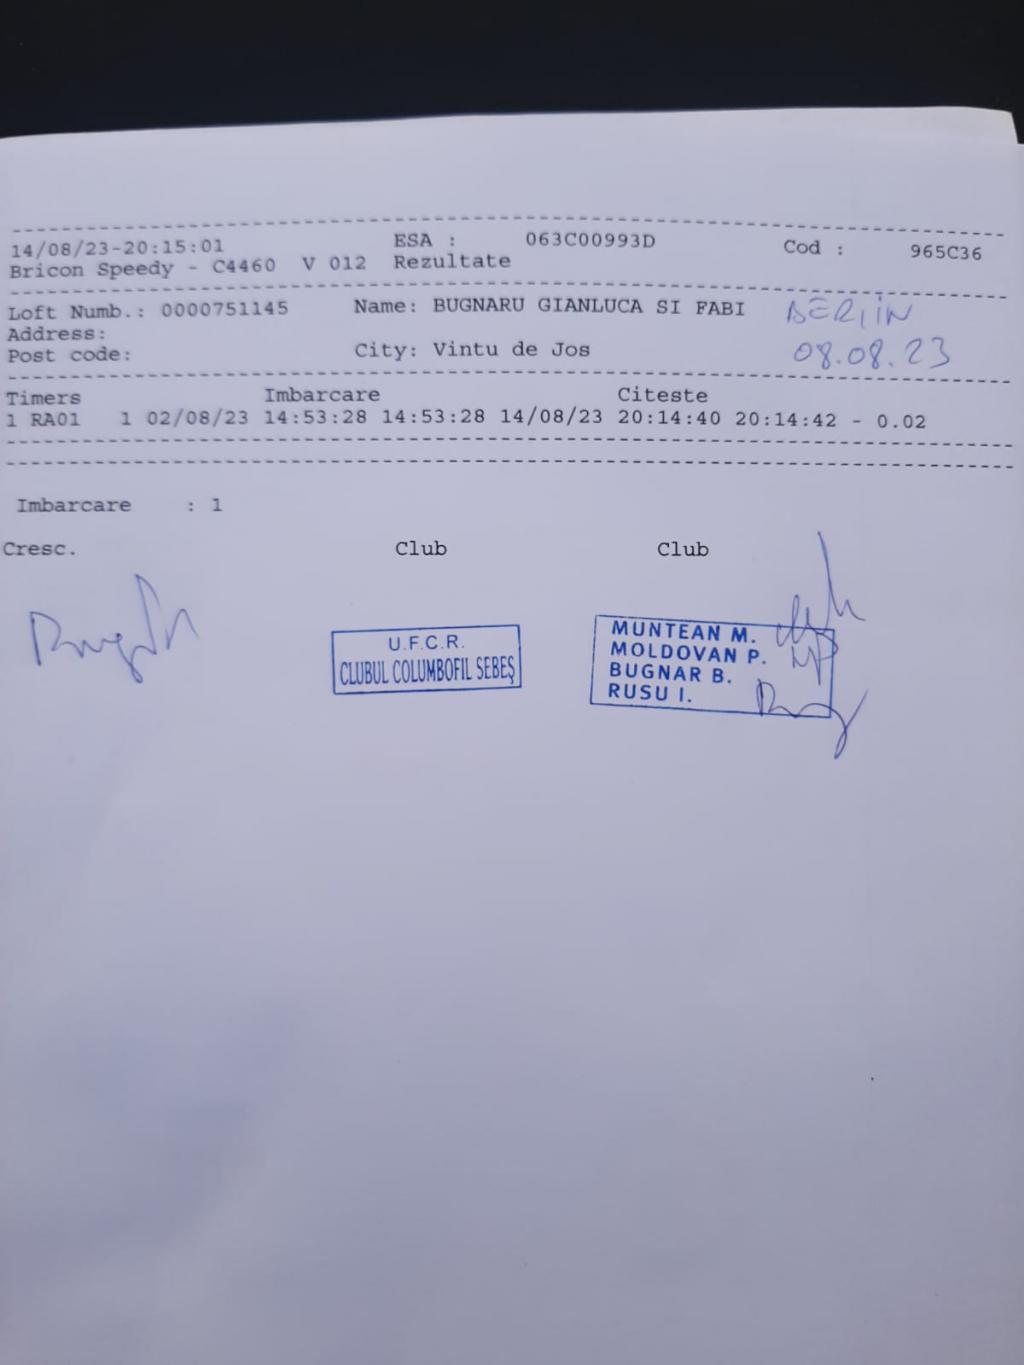 14/08/23-20:15:01 ESA : 063C00993D Cod : 965C36
Bricon Speedy - C4460 V 012 Rezultate
Loft Numb.: 0000751145 Name: BUGNARU GIANLUCA SI FABI BERLIN
Address:
Post code: City: Vintu de Jos 08.08.23
Timers Imbarcare Citeste
1 RA01 1 02/08/23 14:53:28 14:53:28 14/08/23 20:14:40 20:14:42 - 0.02
Imbarcare : 1
Cresc. Club Club
U.F.C.R.
CLUBUL COLUMBOFIL SEBEȘ
MUNTEAN M.
MOLDOVAN P.
BUGNAR B.
RUSU I.